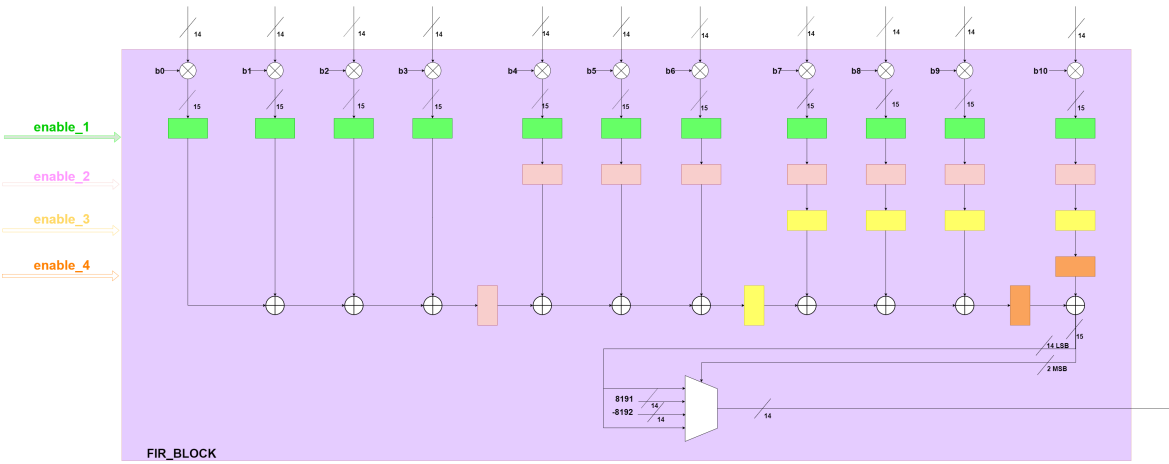 14 14 14 14 14 14 14 14 14 14 14
b0 b1 b2 b3 b4 b5 b6 b7 b8 b9 b10
15 15 15 15 15 15 15 15 15 15 15
enable_1
enable_2
enable_3
enable_4
15
14 LSB
2 MSB
8191
14
-8192
14
14
FIR_BLOCK